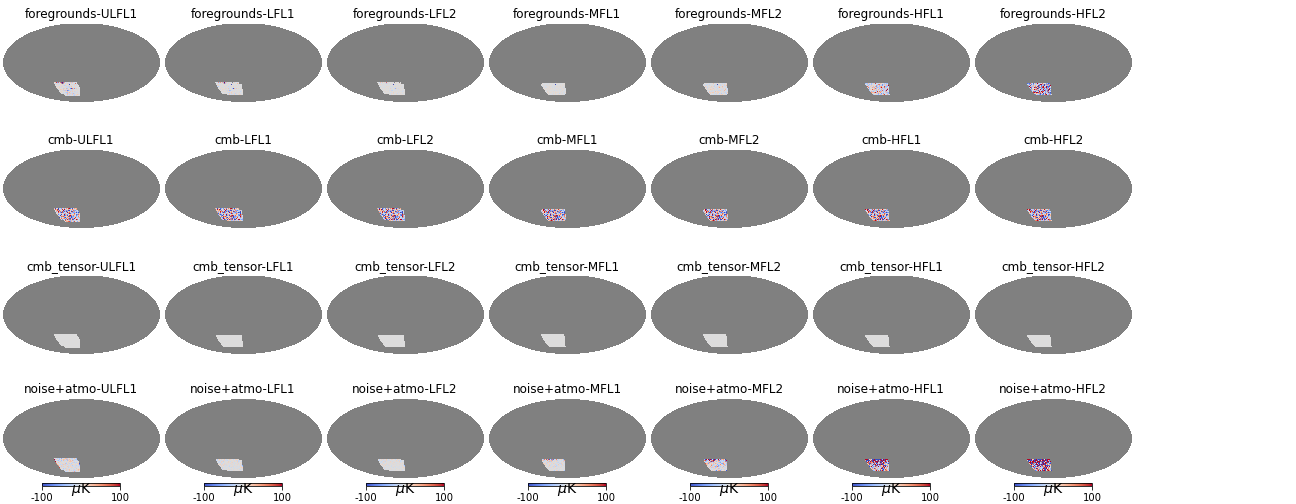 foregrounds-ULFL1 foregrounds-LFL1 foregrounds-LFL2 foregrounds-MFL1 foregrounds-MFL2 foregrounds-HFL1 foregrounds-HFL2
cmb-ULFL1 cmb-LFL1 cmb-LFL2 cmb-MFL1 cmb-MFL2 cmb-HFL1 cmb-HFL2
cmb_tensor-ULFL1 cmb_tensor-LFL1 cmb_tensor-LFL2 cmb_tensor-MFL1 cmb_tensor-MFL2 cmb_tensor-HFL1 cmb_tensor-HFL2
noise+atmo-ULFL1 noise+atmo-LFL1 noise+atmo-LFL2 noise+atmo-MFL1 noise+atmo-MFL2 noise+atmo-HFL1 noise+atmo-HFL2
-100 μK 100 -100 μK 100 -100 μK 100 -100 μK 100 -100 μK 100 -100 μK 100 -100 μK 100